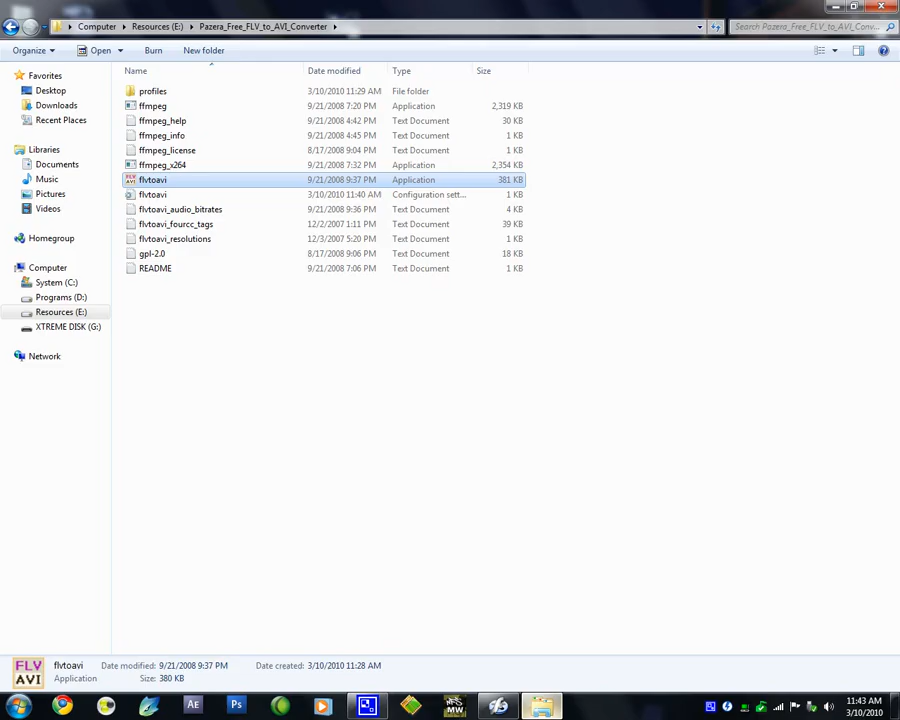 Computer Resources (E:) Pazera_Free_FLV_to_AVI_Converter Search Pazera_Free_FLV_to_AVI_Conv...
Organize Open Burn New folder
Name Date modified Type Size
Favorites
Desktop
Downloads
Recent Places
Libraries
Documents
Music
Pictures
Videos
Homegroup
Computer
System (C:)
Programs (D:)
Resources (E:)
XTREME DISK (G:)
Network
profiles 3/10/2010 11:29 AM File folder
ffmpeg 9/21/2008 7:20 PM Application 2,319 KB
ffmpeg_help 9/21/2008 4:42 PM Text Document 30 KB
ffmpeg_info 9/21/2008 4:45 PM Text Document 1 KB
ffmpeg_license 8/17/2008 9:04 PM Text Document 1 KB
ffmpeg_x264 9/21/2008 7:32 PM Application 2,354 KB
flvtoavi 9/21/2008 9:37 PM Application 381 KB
flvtoavi 3/10/2010 11:40 AM Configuration sett... 1 KB
flvtoavi_audio_bitrates 9/21/2008 9:36 PM Text Document 4 KB
flvtoavi_fourcc_tags 12/2/2007 1:11 PM Text Document 39 KB
flvtoavi_resolutions 12/3/2007 5:20 PM Text Document 1 KB
gpl-2.0 8/17/2008 9:06 PM Text Document 18 KB
README 9/21/2008 7:06 PM Text Document 1 KB
FLV
AVI
flvtoavi Date modified: 9/21/2008 9:37 PM Date created: 3/10/2010 11:28 AM
Application Size: 380 KB
AE Ps MW
11:43 AM
3/10/2010